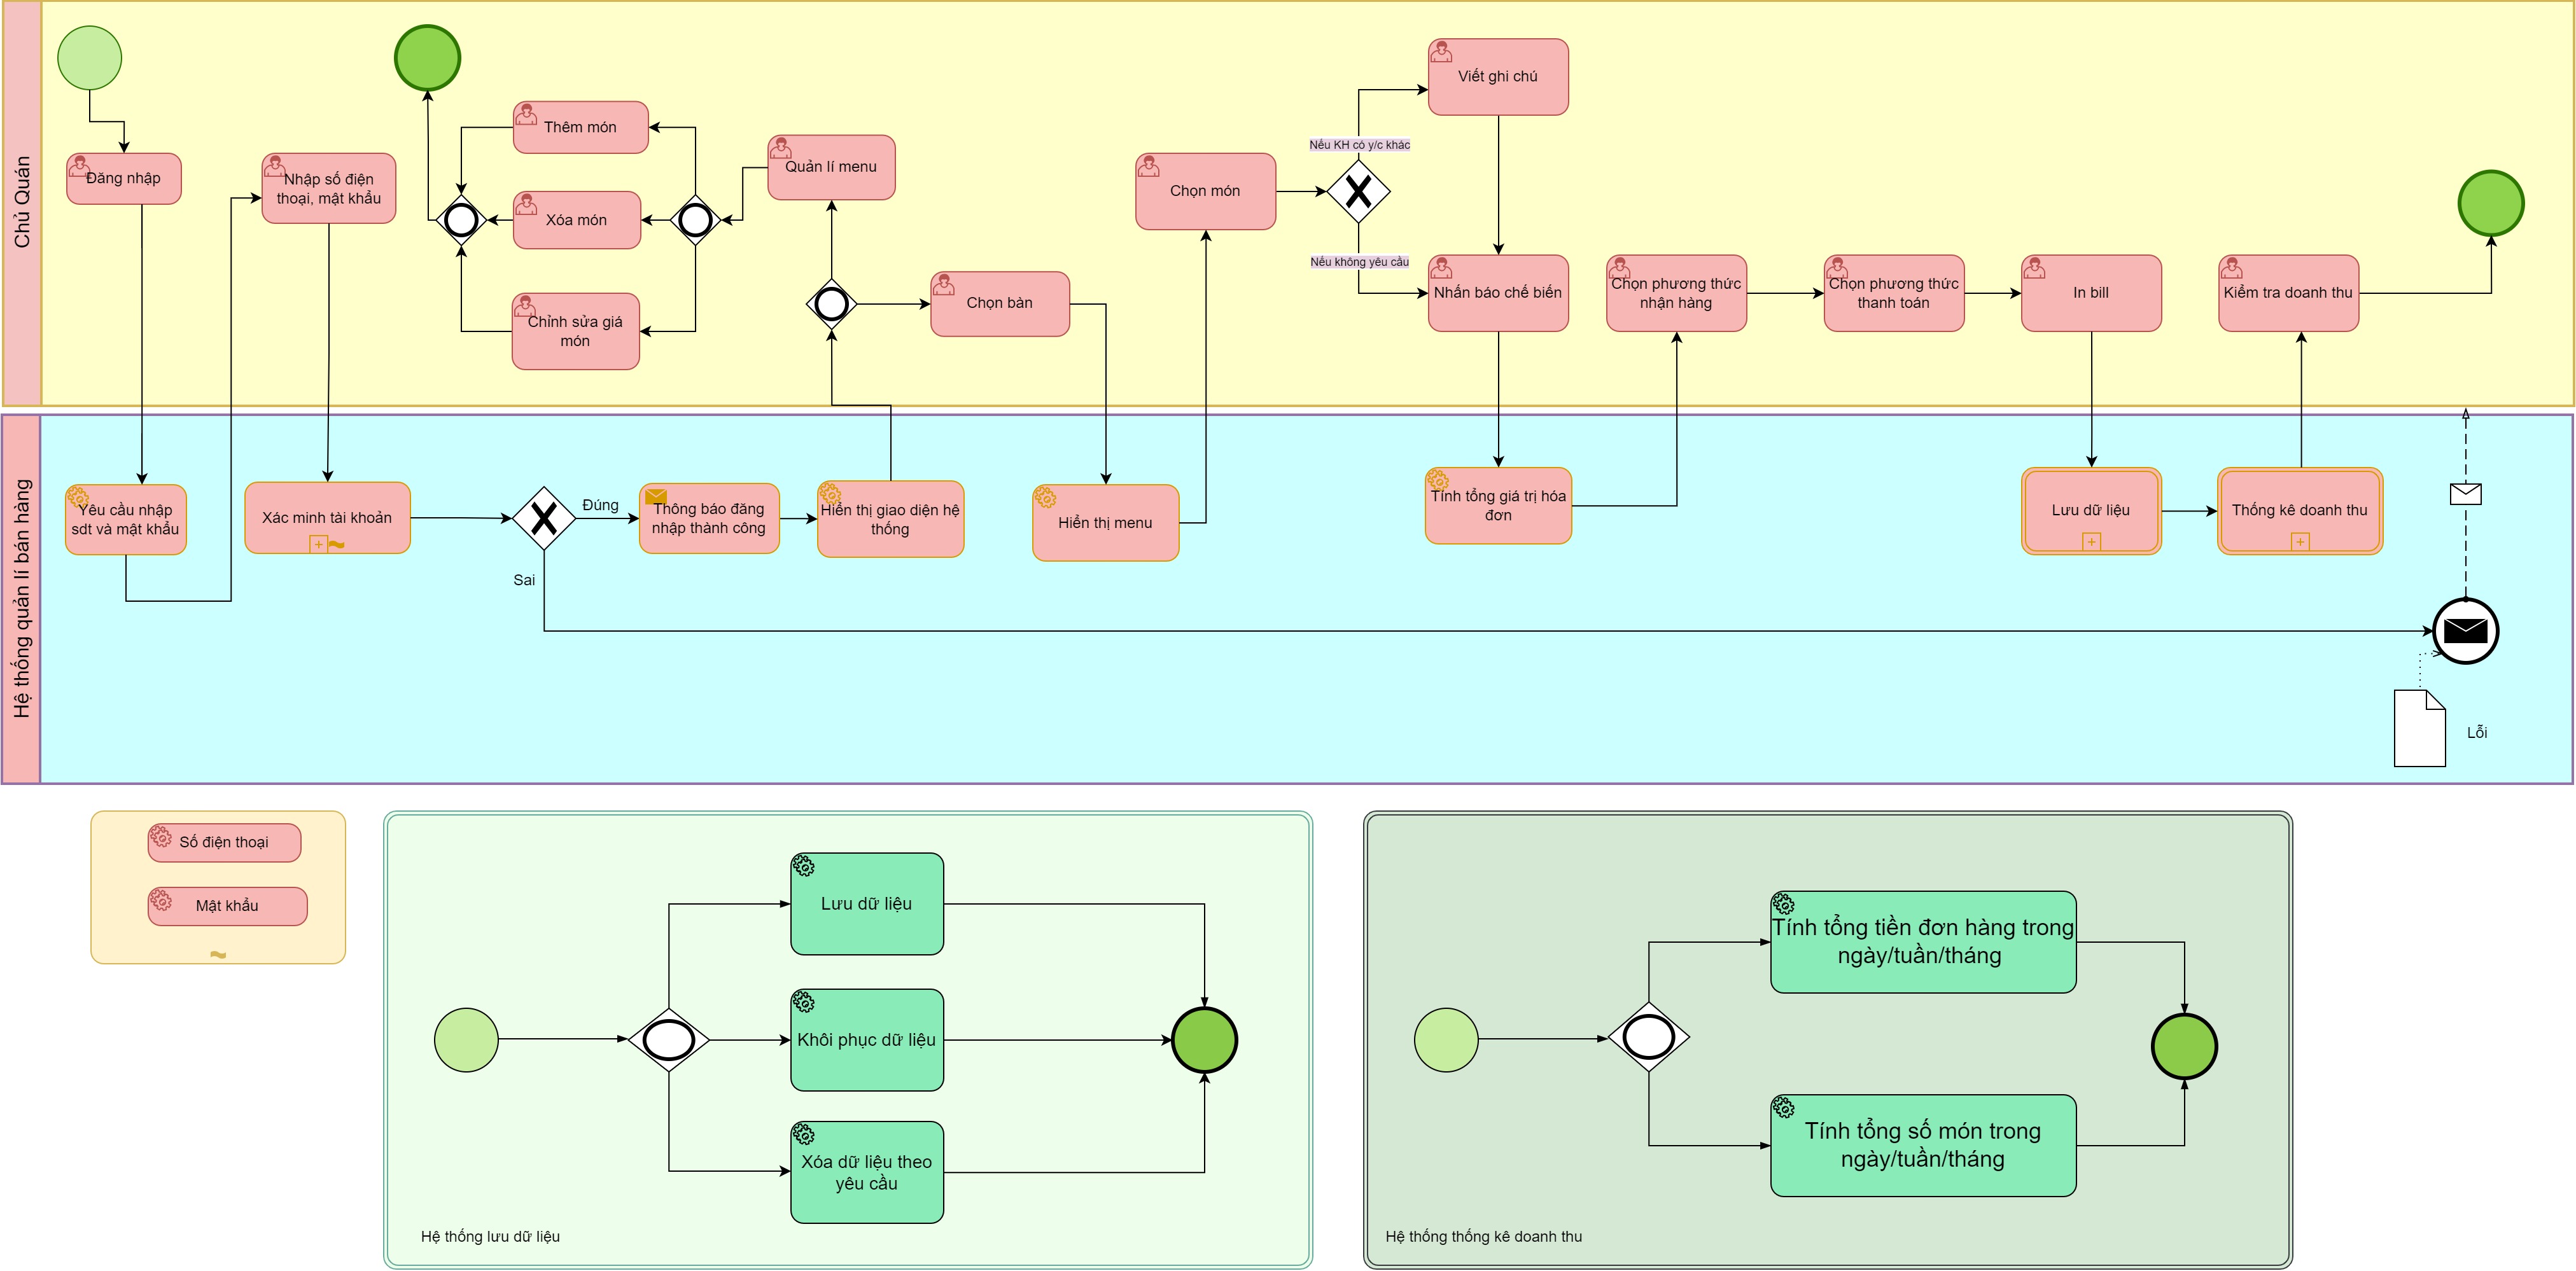 Chủ Quán
Đăng nhập
Nhập số điện
thoại, mật khẩu
Thêm món
Xóa món
Chỉnh sửa giá
món
Quản lí menu
Chọn bàn
Chọn món
Nếu KH có y/c khác
Nếu không yêu cầu
Viết ghi chú
Nhấn báo chế biến
Chọn phương thức
nhận hàng
Chọn phương thức
thanh toán
In bill
Kiểm tra doanh thu
Hệ thống quản lí bán hàng
Yêu cầu nhập
sdt và mật khẩu
Xác minh tài khoản
Đúng
Sai
Thông báo đăng
nhập thành công
Hiển thị giao diện hệ
thống
Hiển thị menu
Tính tổng giá trị hóa
đơn
Lưu dữ liệu
Thống kê doanh thu
Lỗi
Số điện thoại
Mật khẩu
Lưu dữ liệu
Khôi phục dữ liệu
Xóa dữ liệu theo
yêu cầu
Hệ thống lưu dữ liệu
Tính tổng tiền đơn hàng trong
ngày/tuần/tháng
Tính tổng số món trong
ngày/tuần/tháng
Hệ thống thống kê doanh thu